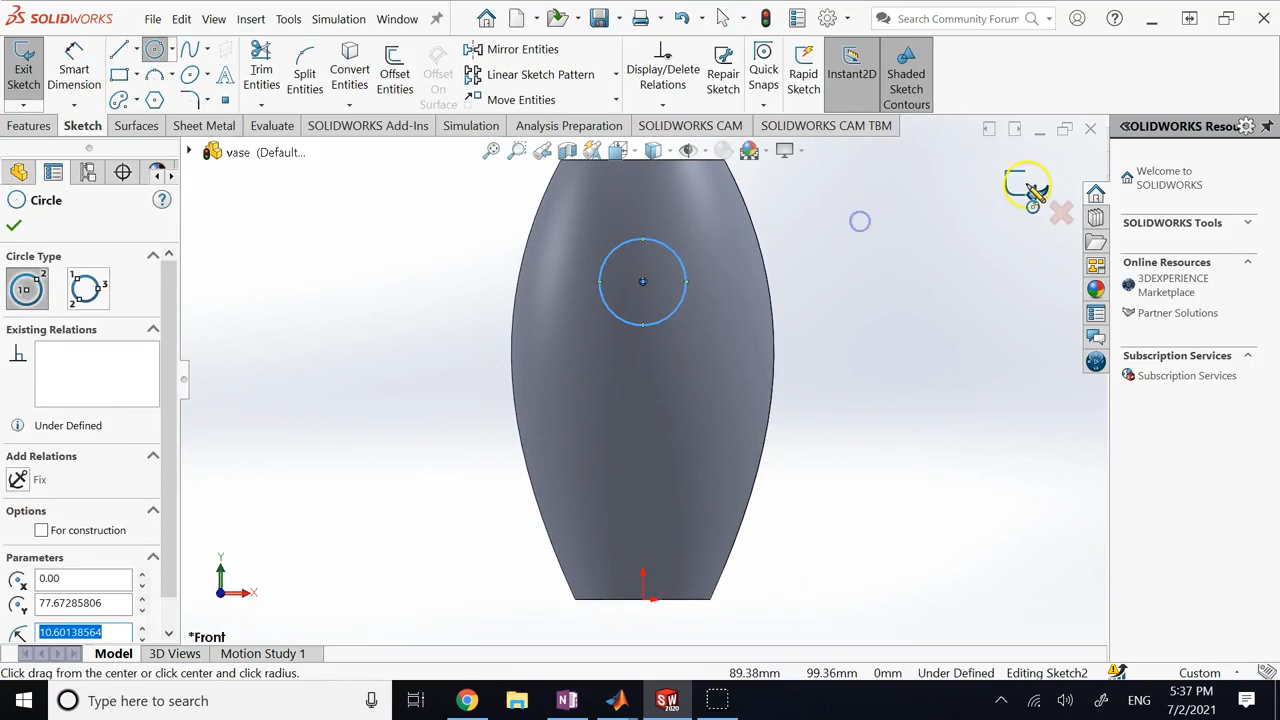 SOLIDWORKS File Edit View Insert Tools Simulation Window Search Community Forum
Exit Sketch
Smart Dimension
Trim Entities
Split Entities
Convert Entities
Offset Entities
Offset On Surface
Mirror Entities
Linear Sketch Pattern
Move Entities
Display/Delete Relations
Repair Sketch
Quick Snaps
Rapid Sketch
Instant2D
Shaded Sketch Contours
Features Sketch Surfaces Sheet Metal Evaluate SOLIDWORKS Add-Ins Simulation Analysis Preparation SOLIDWORKS CAM SOLIDWORKS CAM TBM
SOLIDWORKS Resou
vase (Default...
Circle
Circle Type
Existing Relations
Under Defined
Add Relations
Fix
Options
For construction
Parameters
0.00
77.67285806
10.60138564
Y
X
*Front
Welcome to SOLIDWORKS
SOLIDWORKS Tools
Online Resources
3DEXPERIENCE Marketplace
Partner Solutions
Subscription Services
Subscription Services
Model 3D Views Motion Study 1
Click drag from the center or click center and click radius. 89.38mm 99.36mm 0mm Under Defined Editing Sketch2 Custom
Type here to search
ENG
5:37 PM
7/2/2021